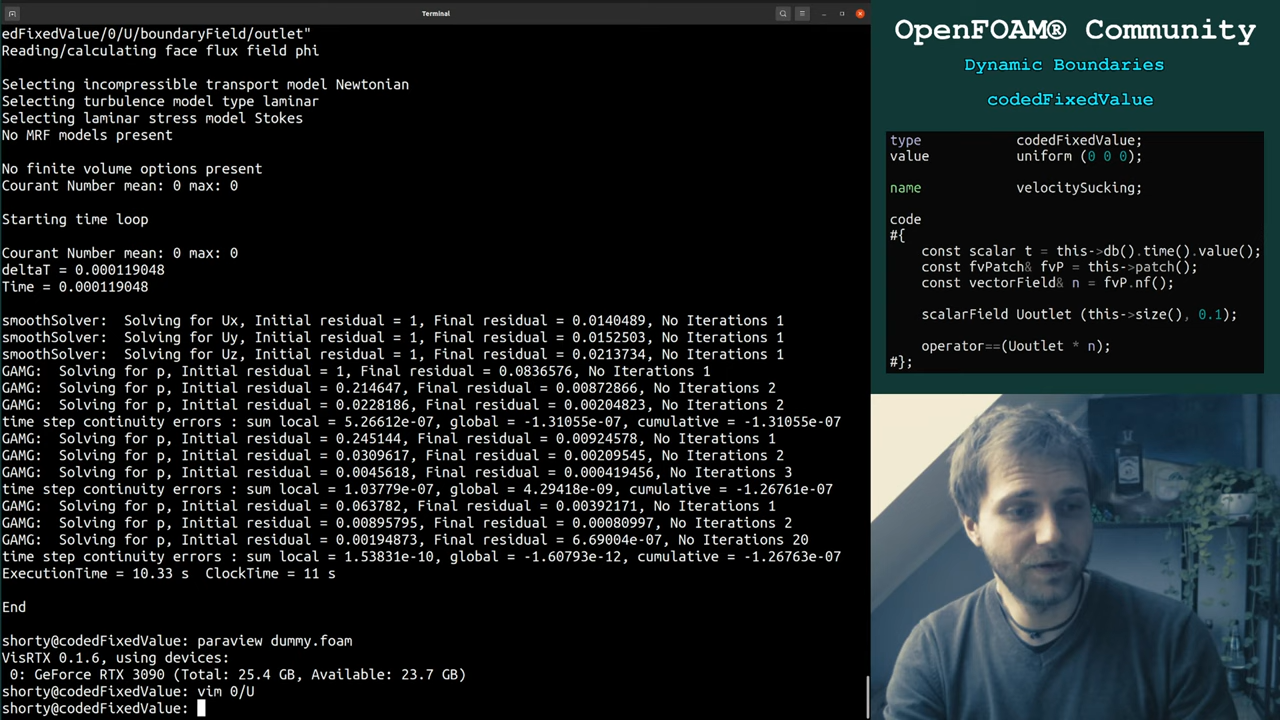 Terminal
edFixedValue/0/U/boundaryField/outlet"
Reading/calculating face flux field phi
Selecting incompressible transport model Newtonian
Selecting turbulence model type laminar
Selecting laminar stress model Stokes
No MRF models present
No finite volume options present
Courant Number mean: 0 max: 0
Starting time loop
Courant Number mean: 0 max: 0
deltaT = 0.000119048
Time = 0.000119048
smoothSolver:  Solving for Ux, Initial residual = 1, Final residual = 0.0140489, No Iterations 1
smoothSolver:  Solving for Uy, Initial residual = 1, Final residual = 0.0152503, No Iterations 1
smoothSolver:  Solving for Uz, Initial residual = 1, Final residual = 0.0213734, No Iterations 1
GAMG:  Solving for p, Initial residual = 1, Final residual = 0.0836576, No Iterations 1
GAMG:  Solving for p, Initial residual = 0.214647, Final residual = 0.00872866, No Iterations 2
GAMG:  Solving for p, Initial residual = 0.0228186, Final residual = 0.00204823, No Iterations 2
time step continuity errors : sum local = 5.26612e-07, global = -1.31055e-07, cumulative = -1.31055e-07
GAMG:  Solving for p, Initial residual = 0.245144, Final residual = 0.00924578, No Iterations 1
GAMG:  Solving for p, Initial residual = 0.0309617, Final residual = 0.00209545, No Iterations 2
GAMG:  Solving for p, Initial residual = 0.0045618, Final residual = 0.000419456, No Iterations 3
time step continuity errors : sum local = 1.03779e-07, global = 4.29418e-09, cumulative = -1.26761e-07
GAMG:  Solving for p, Initial residual = 0.063782, Final residual = 0.00392171, No Iterations 1
GAMG:  Solving for p, Initial residual = 0.00895795, Final residual = 0.00080997, No Iterations 2
GAMG:  Solving for p, Initial residual = 0.00194873, Final residual = 6.69004e-07, No Iterations 20
time step continuity errors : sum local = 1.53831e-10, global = -1.60793e-12, cumulative = -1.26763e-07
ExecutionTime = 10.33 s  ClockTime = 11 s
End
shorty@codedFixedValue: paraview dummy.foam
VisRTX 0.1.6, using devices:
 0: GeForce RTX 3090 (Total: 25.4 GB, Available: 23.7 GB)
shorty@codedFixedValue: vim 0/U
shorty@codedFixedValue:
OpenFOAM® Community
Dynamic Boundaries
codedFixedValue
type            codedFixedValue;
value           uniform (0 0 0);
name            velocitySucking;
code
#{
    const scalar t = this->db().time().value();
    const fvPatch& fvP = this->patch();
    const vectorField& n = fvP.nf();
    scalarField Uoutlet (this->size(), 0.1);
    operator==(Uoutlet * n);
#};